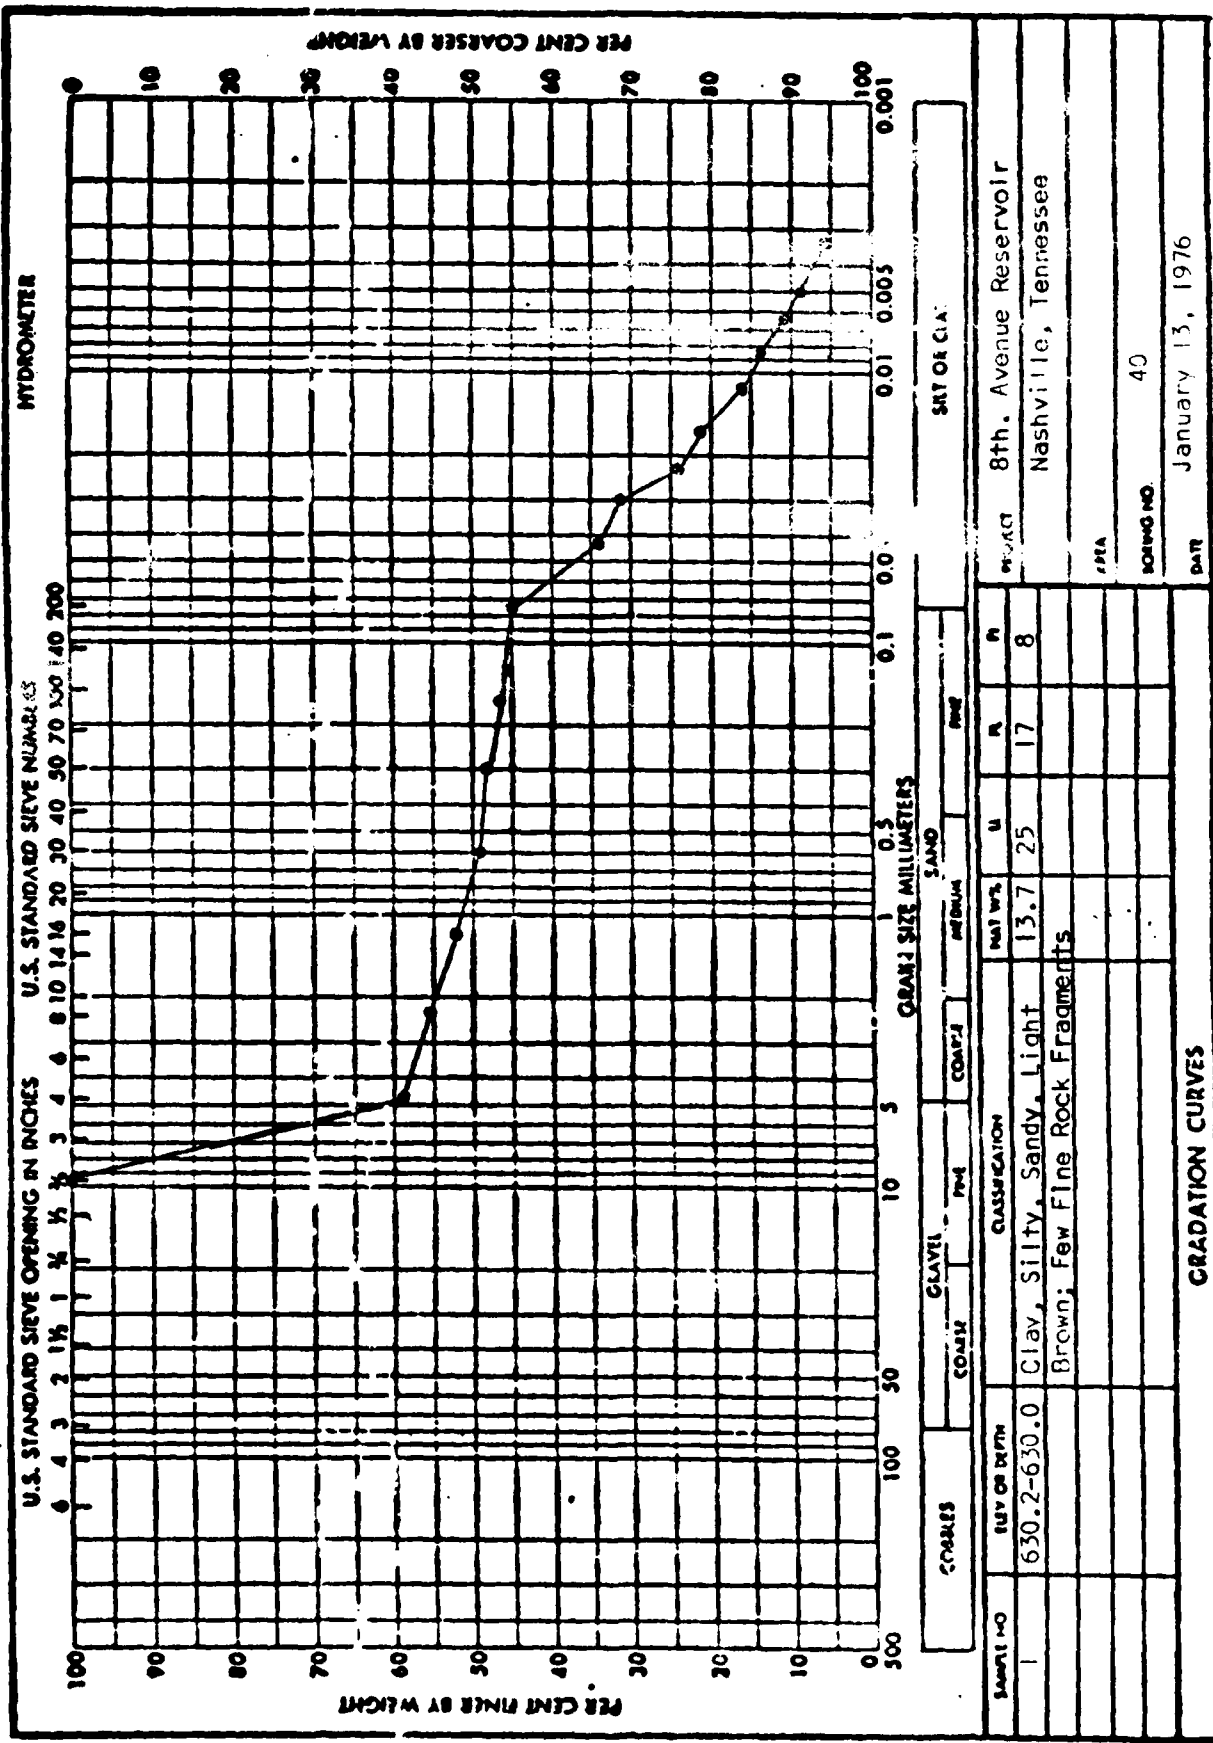 U.S. STANDARD SIEVE OPENING IN INCHES
U.S. STANDARD SIEVE NUMBERS
HYDROMETER
6 4 3 2 1½ 1 ¾ ½ ⅜ 3 4 6 8 10 14 16 20 30 40 50 70 100 140 200
PER CENT FINER BY WEIGHT
100
90
80
70
60
50
40
30
20
10
0
PER CENT COARSER BY WEIGHT
0
10
20
30
40
50
60
70
80
90
100
500 100 50 10 5 1 0.5 0.1 0.0 0.01 0.005 0.001
GRAIN SIZE MILLIMETERS
COBBLES
GRAVEL
COARSE
FINE
SAND
COARSE
MEDIUM
FINE
SILT OR CLA
SAMPLE NO
ELEV OR DEPTH
CLASSIFICATION
NAT W%
PI
1 630.2-630.0 Clay, Silty, Sandy, Light 13.7 25 17 8
Brown; Few Fine Rock Fragments
PROJECT 8th. Avenue Reservoir
Nashville, Tennessee
AREA
BORING NO. 40
DATE January 13, 1976
GRADATION CURVES